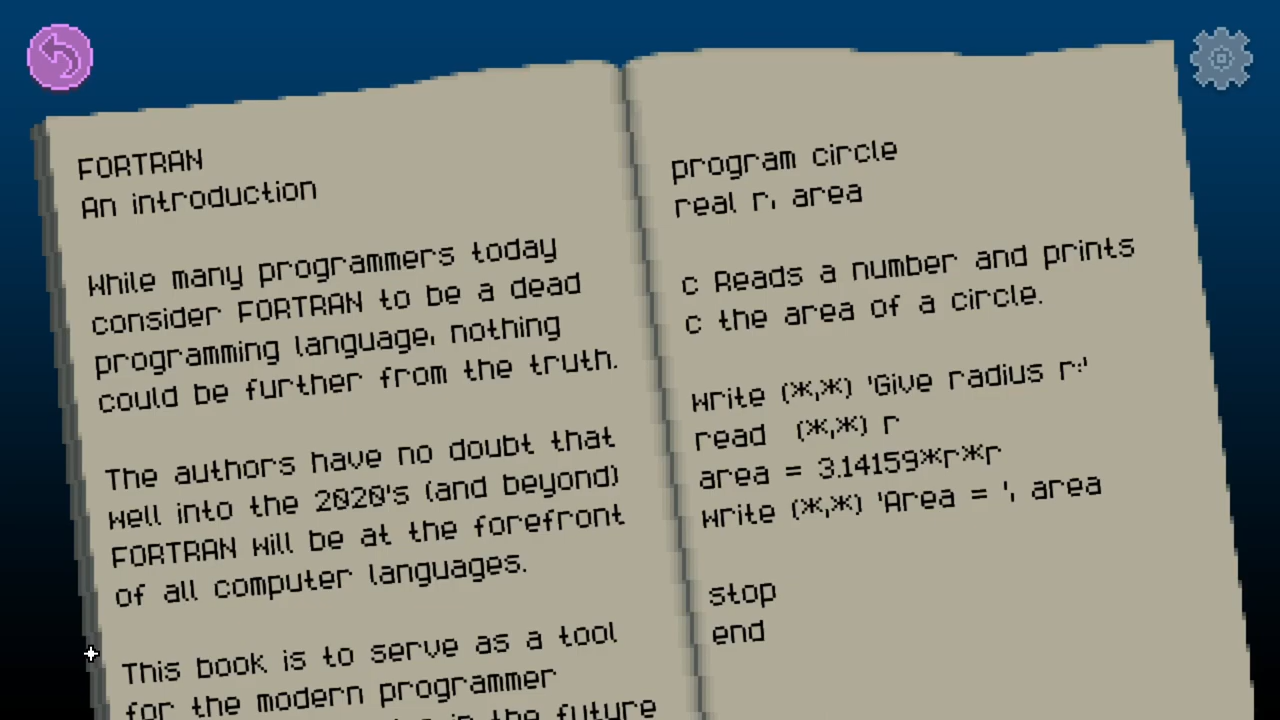 FORTRAN
An introduction
While many programmers today
consider FORTRAN to be a dead
programming language, nothing
could be further from the truth.
The authors have no doubt that
well into the 2020's (and beyond)
FORTRAN will be at the forefront
of all computer languages.
This book is to serve as a tool
for the modern programmer
in the future
program circle
real r, area
c Reads a number and prints
c the area of a circle.
write (*,*) 'Give radius r:'
read  (*,*) r
area = 3.14159*r*r
write (*,*) 'Area = ', area
stop
end